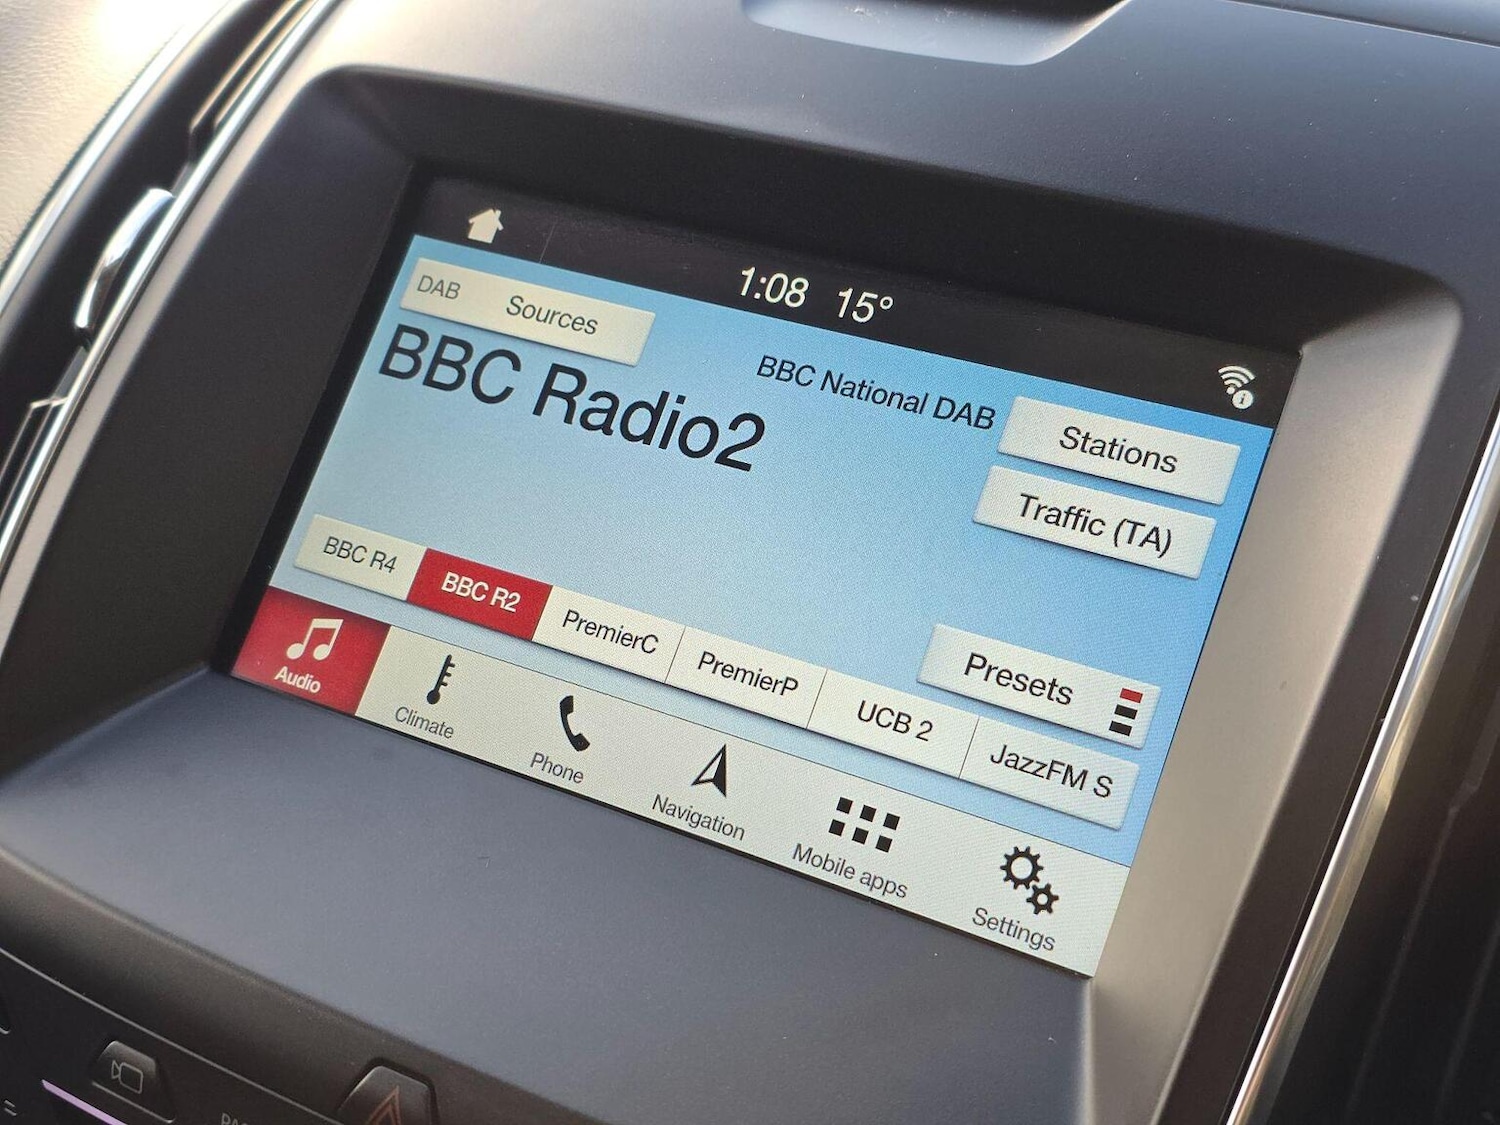 1:08 15°
DAB Sources
BBC National DAB
BBC Radio2
Stations
Traffic (TA)
Presets
BBC R4
BBC R2
PremierC
PremierP
UCB 2
JazzFM S
Audio
Climate
Phone
Navigation
Mobile apps
Settings